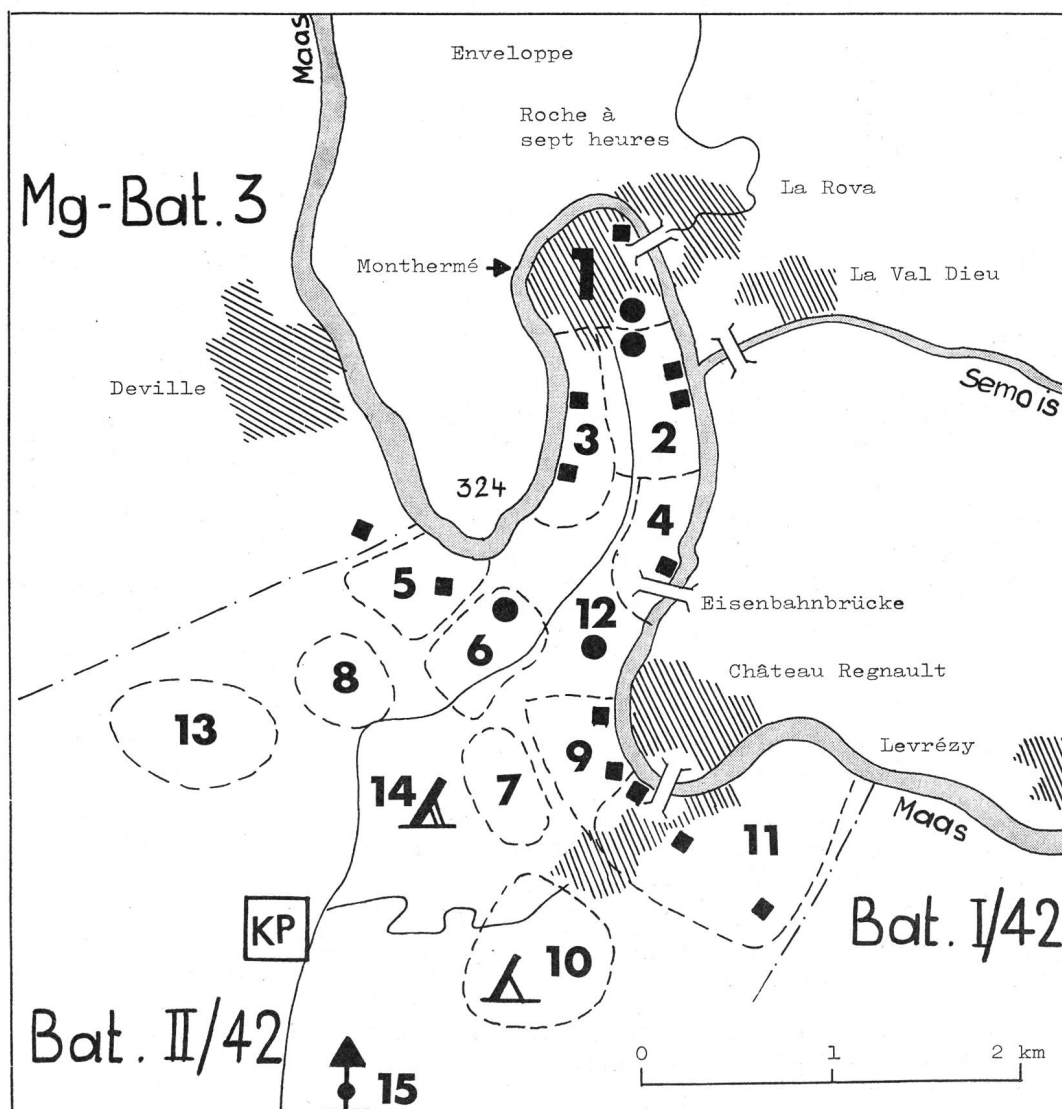 Maas
Enveloppe
Roche à
sept heures
La Rova
Mg-Bat. 3
Monthermé
1
La Val Dieu
Deville
Semois
3
2
324
4
5
12
Eisenbahnbrücke
6
8
Château Regnault
13
9
Levrézy
14
7
11
Maas
KP
10
Bat. I/42
Bat. II/42
0 1 2 km
15